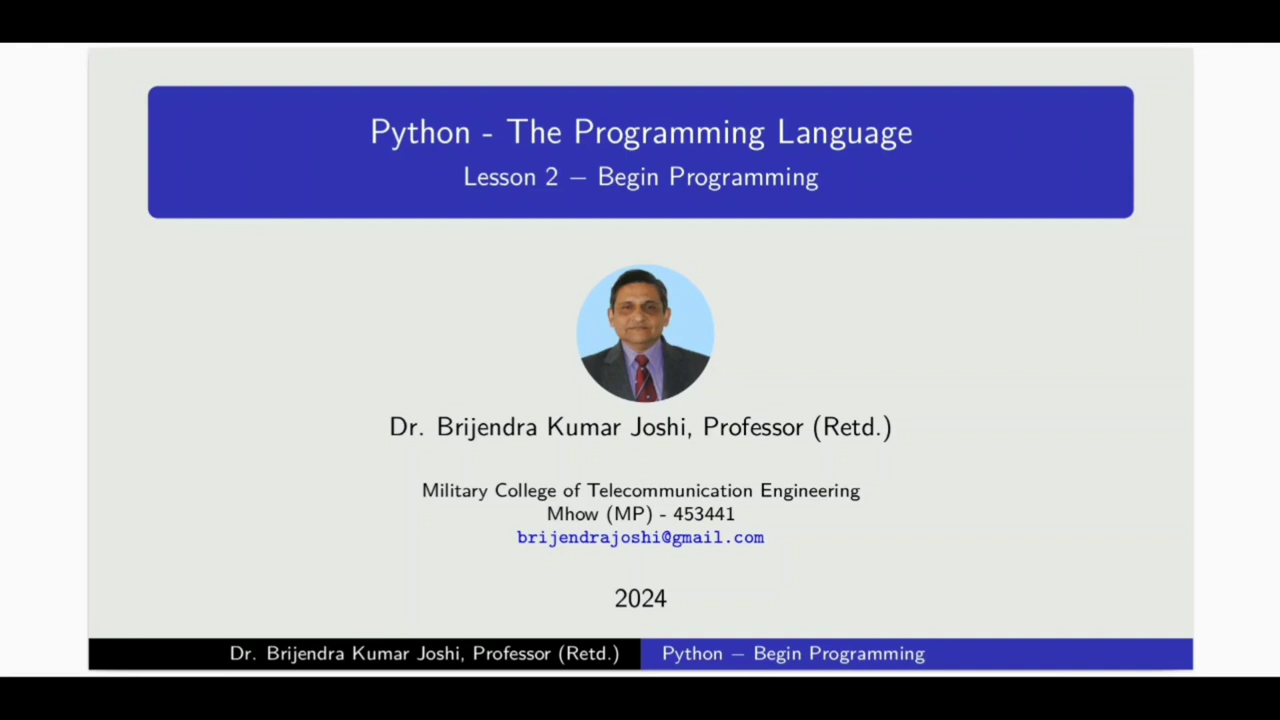 Python - The Programming Language
Lesson 2 – Begin Programming
Dr. Brijendra Kumar Joshi, Professor (Retd.)
Military College of Telecommunication Engineering
Mhow (MP) - 453441
brijendrajoshi@gmail.com
2024
Dr. Brijendra Kumar Joshi, Professor (Retd.)
Python – Begin Programming